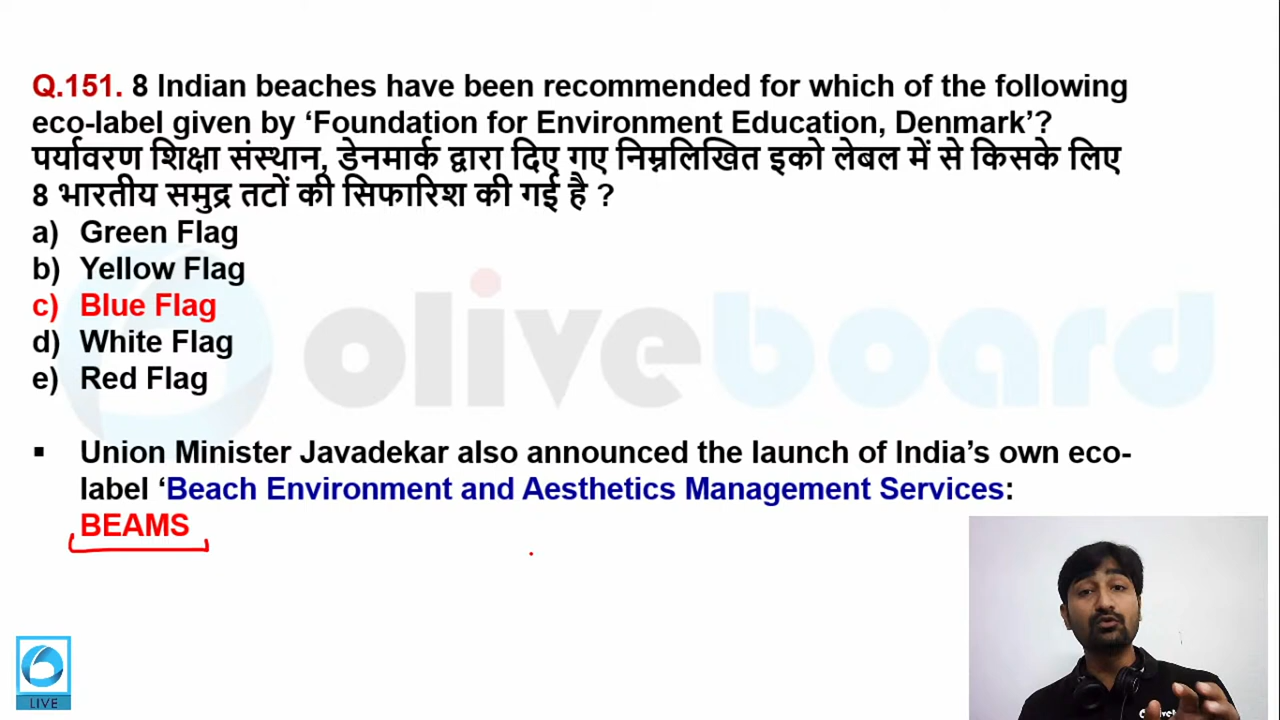 Q.151. 8 Indian beaches have been recommended for which of the following
eco-label given by ‘Foundation for Environment Education, Denmark’?
पर्यावरण शिक्षा संस्थान, डेनमार्क द्वारा दिए गए निम्नलिखित इको लेबल में से किसके लिए
8 भारतीय समुद्र तटों की सिफारिश की गई है ?
a) Green Flag
b) Yellow Flag
c) Blue Flag
d) White Flag
e) Red Flag
oliveboard
▪ Union Minister Javadekar also announced the launch of India’s own eco-
label ‘Beach Environment and Aesthetics Management Services:
BEAMS
LIVE